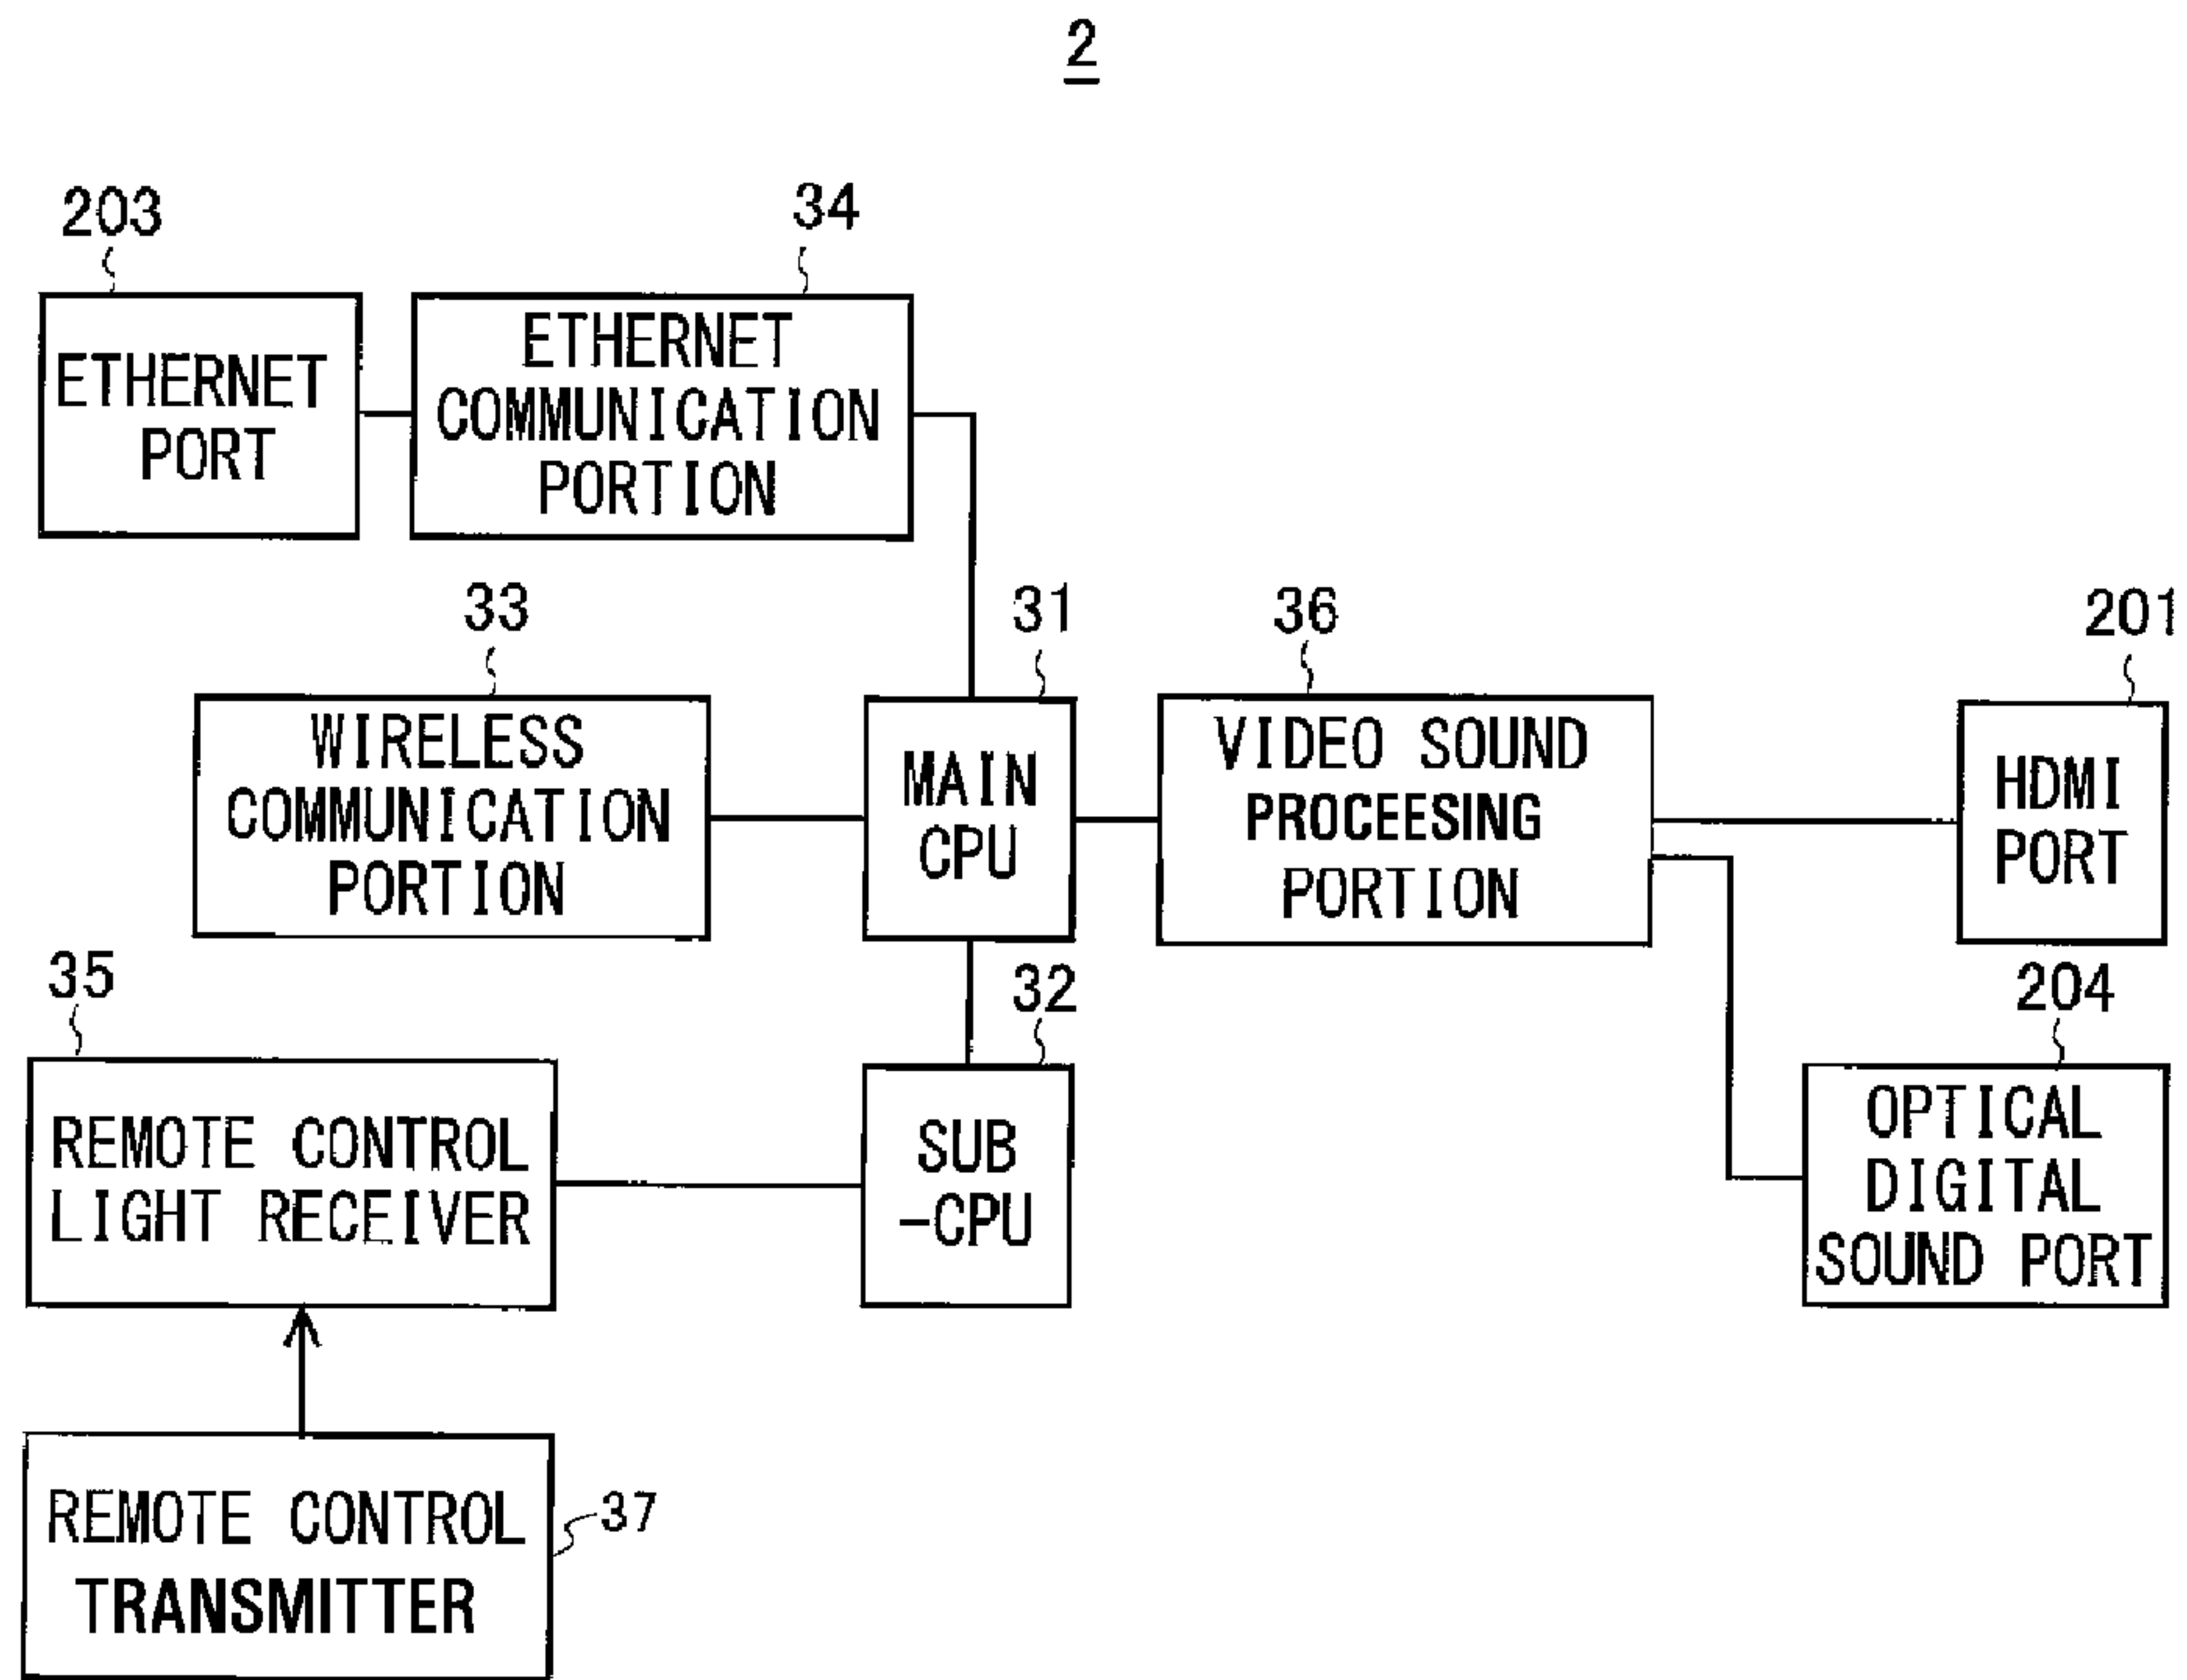 2
203
34
ETHERNET
PORT
ETHERNET
COMMUNICATION
PORTION
33
31
36
201
WIRELESS
COMMUNICATION
PORTION
MAIN
CPU
VIDEO SOUND
PROCEESING
PORTION
HDMI
PORT
35
32
204
REMOTE CONTROL
LIGHT RECEIVER
SUB
-CPU
OPTICAL
DIGITAL
SOUND PORT
REMOTE CONTROL
TRANSMITTER
37